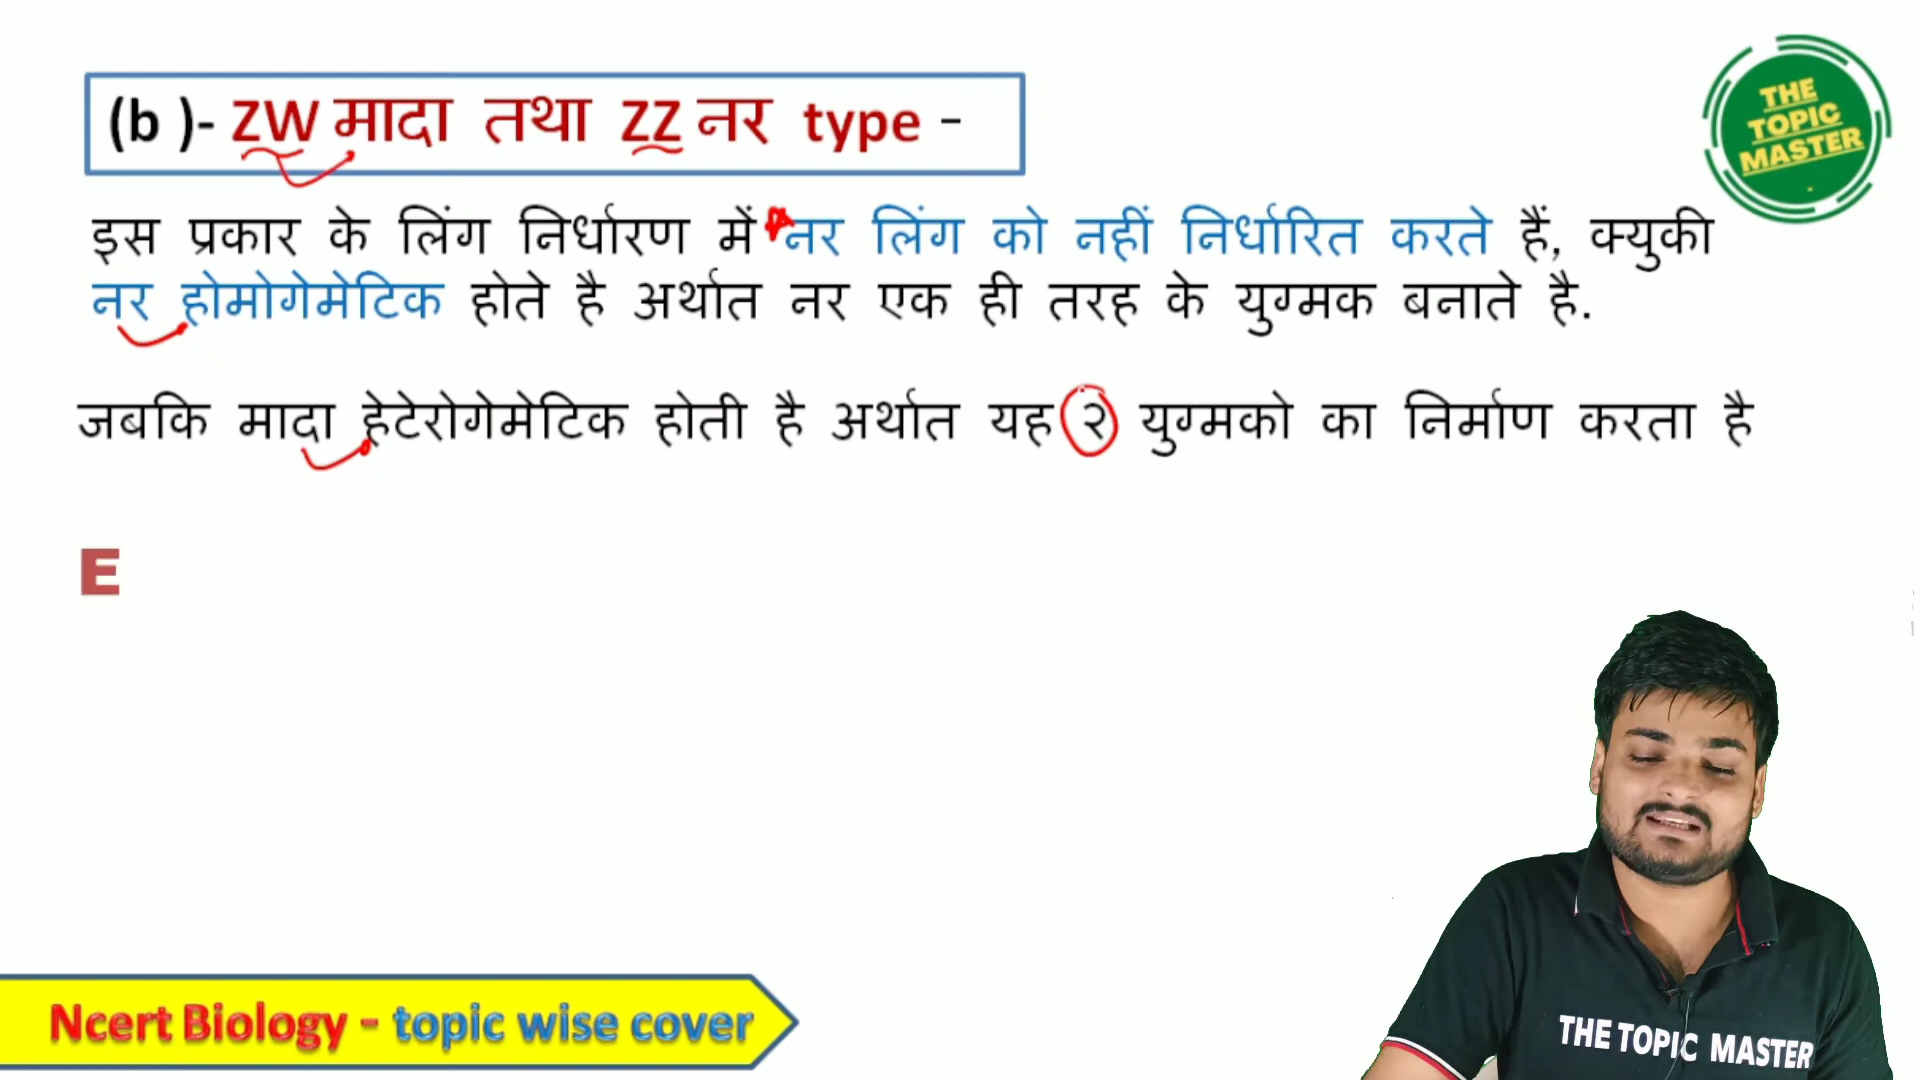 (b )- ZW मादा तथा ZZ नर type -
THE
TOPIC
MASTER
इस प्रकार के लिंग निर्धारण में नर लिंग को नहीं निर्धारित करते हैं, क्युकी
नर होमोगेमेटिक होते है अर्थात नर एक ही तरह के युग्मक बनाते है.
जबकि मादा हेटेरोगेमेटिक होती है अर्थात यह २ युग्मको का निर्माण करता है
E
THE TOPIC MASTER
Ncert Biology - topic wise cover